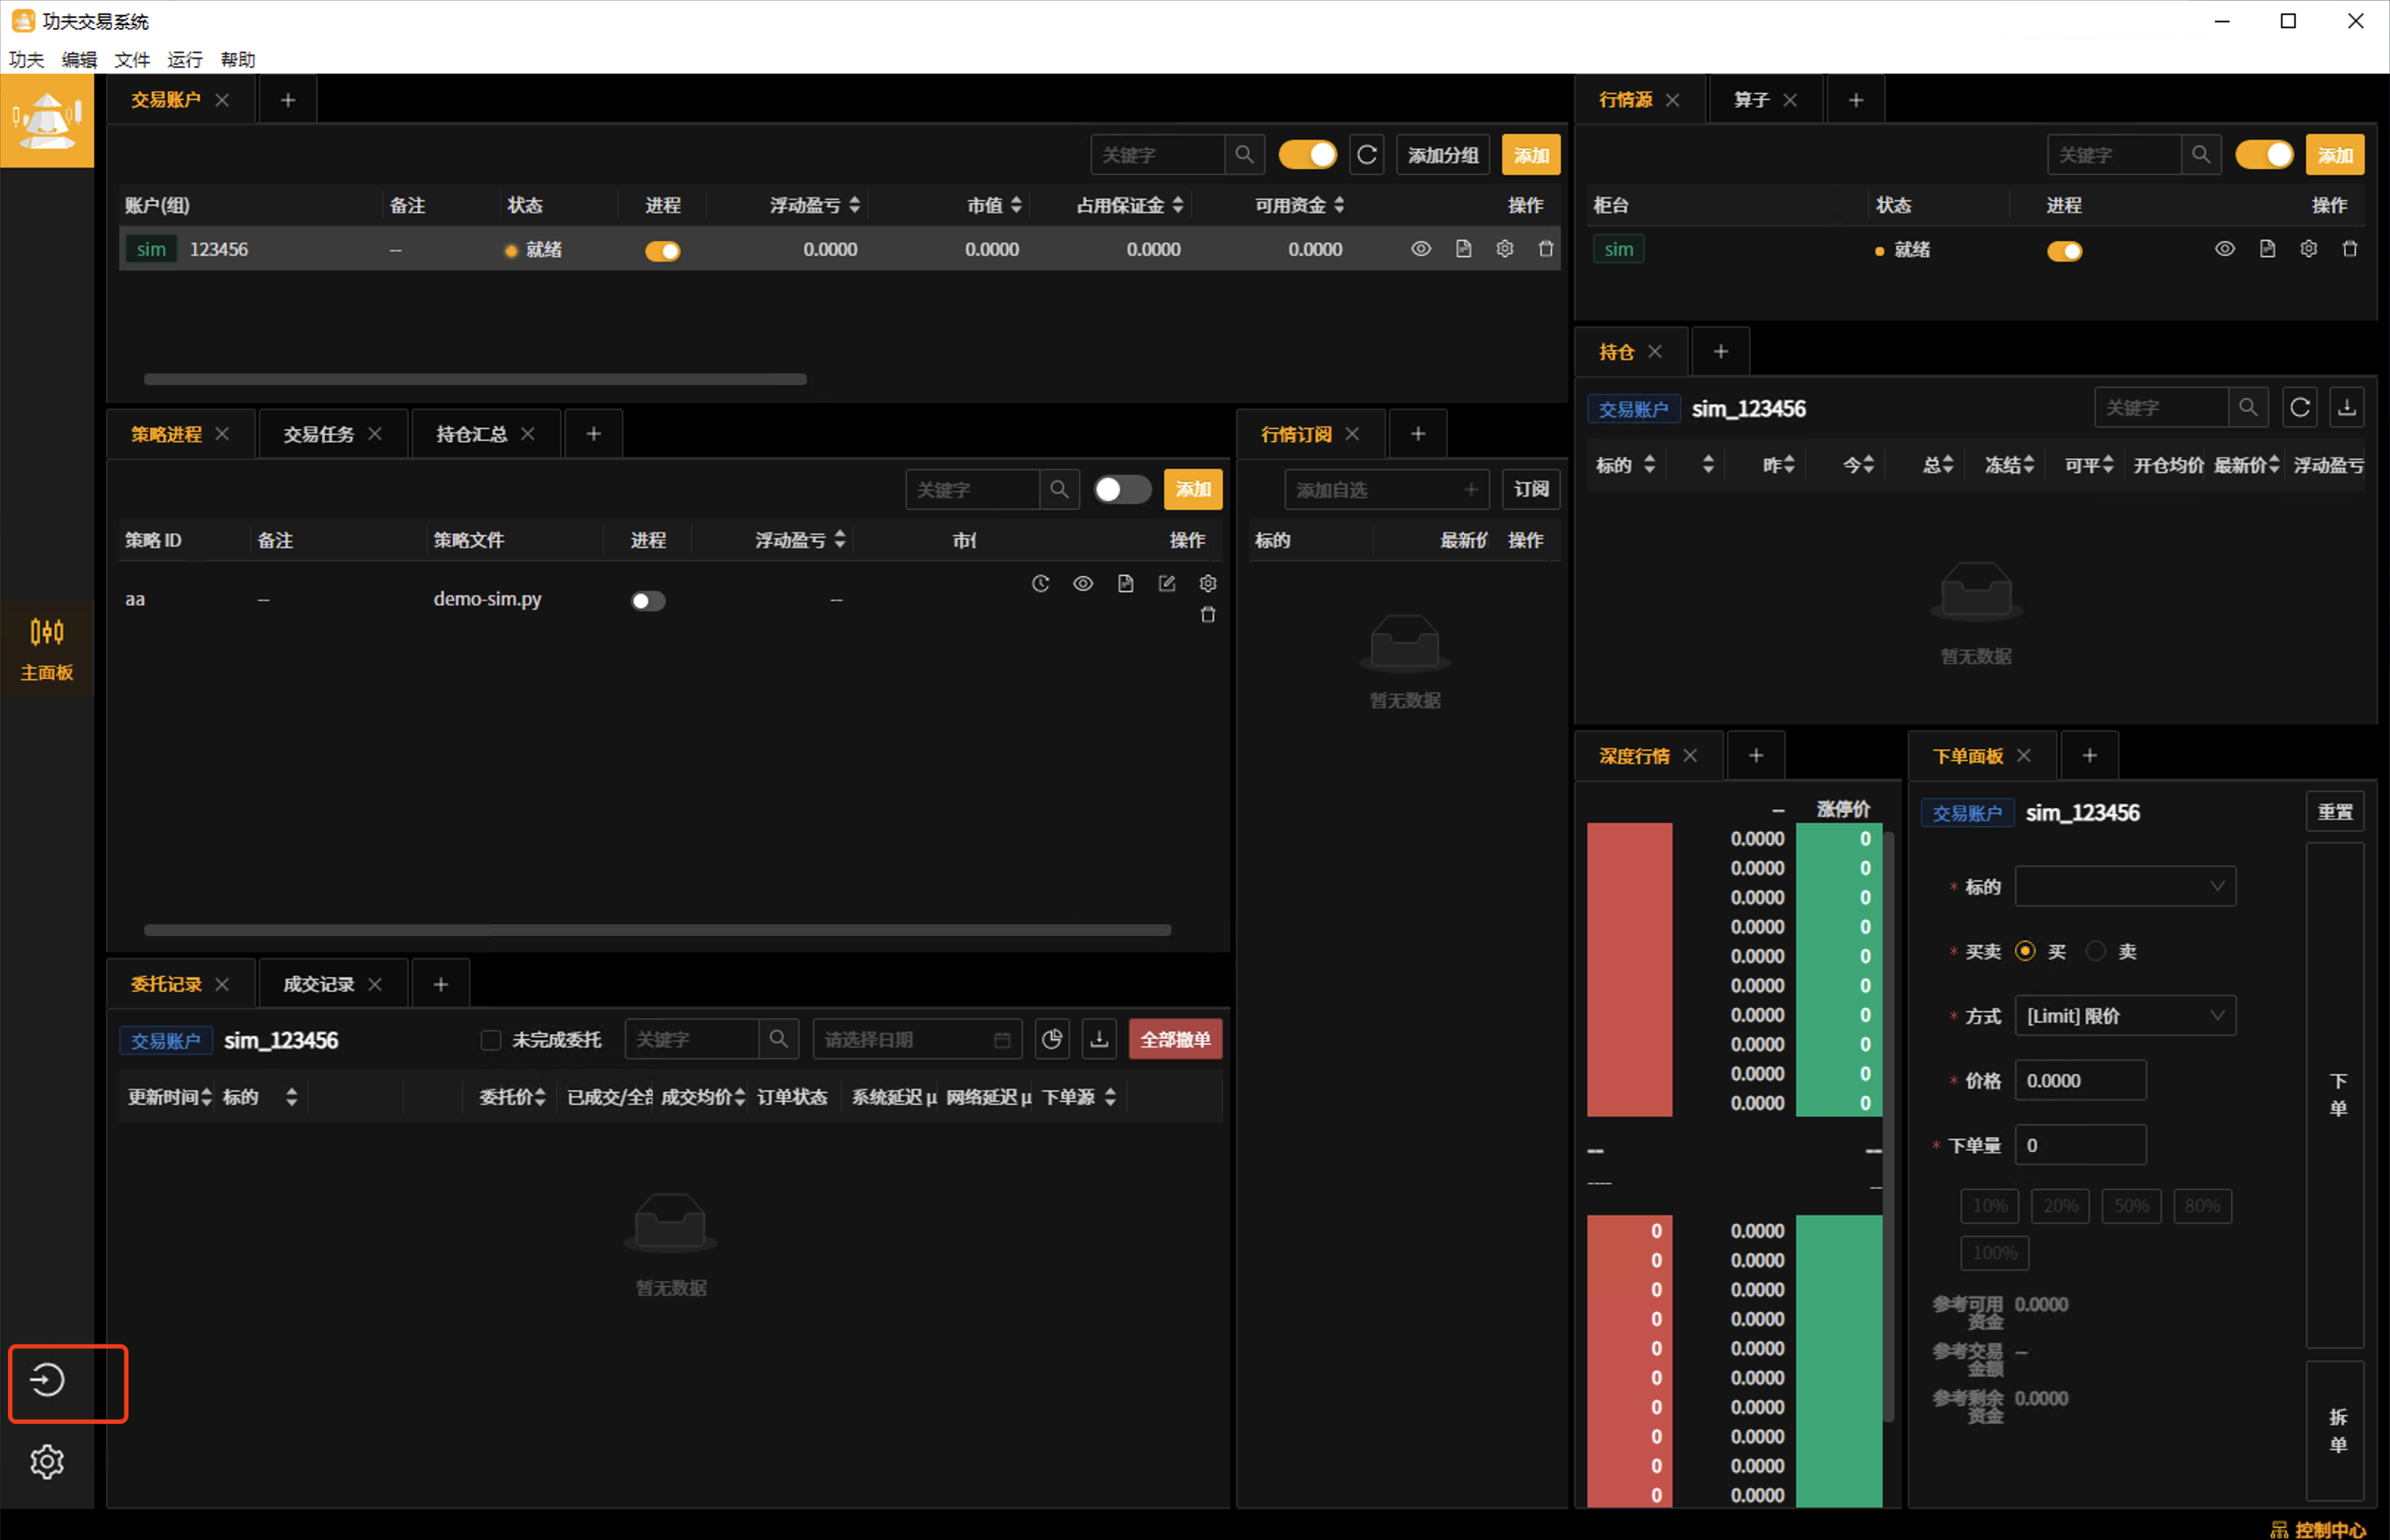 功夫交易系统
功夫 编辑 文件 运行 帮助
交易账户
关键字 添加分组 添加
账户(组) 备注 状态 进程 浮动盈亏 市值 占用保证金 可用资金 操作
sim 123456 -- 就绪 0.0000 0.0000 0.0000 0.0000
行情源 算子
关键字 添加
柜台 状态 进程 操作
sim 就绪
持仓
交易账户 sim_123456 关键字
标的 昨 今 总 冻结 可平 开仓均价 最新价 浮动盈亏
暂无数据
策略进程 交易任务 持仓汇总
关键字 添加
策略 ID 备注 策略文件 进程 浮动盈亏 市 操作
aa -- demo-sim.py --
主面板
行情订阅
添加自选 订阅
标的 最新价 操作
暂无数据
委托记录 成交记录
交易账户 sim_123456 未完成委托 关键字 请选择日期 全部撤单
更新时间 标的 委托价 已成交/全部 成交均价 订单状态 系统延迟 μ 网络延迟 μ 下单源
暂无数据
深度行情
-- 涨停价
0.0000 0
0.0000 0
0.0000 0
0.0000 0
0.0000 0
0.0000 0
0.0000 0
0.0000 0
0.0000 0
0.0000 0
-- --
---- --
0 0.0000
0 0.0000
0 0.0000
0 0.0000
0 0.0000
0 0.0000
0 0.0000
0 0.0000
0 0.0000
0 0.0000
下单面板
交易账户 sim_123456 重置
* 标的
* 买卖 买 卖
* 方式 [Limit] 限价
* 价格 0.0000
* 下单量 0
10% 20% 50% 80%
100%
参考可用资金 0.0000
参考交易金额 --
参考剩余资金 0.0000
下单
拆单
控制中心